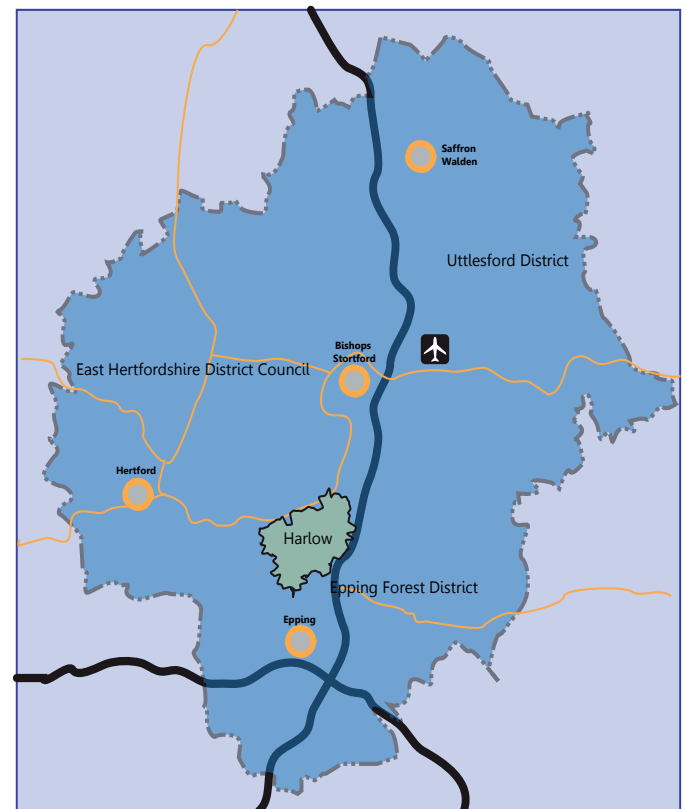 Saffron
Walden
Uttlesford District
Bishops
Stortford
East Hertfordshire District Council
Hertford
Harlow
Epping Forest District
Epping